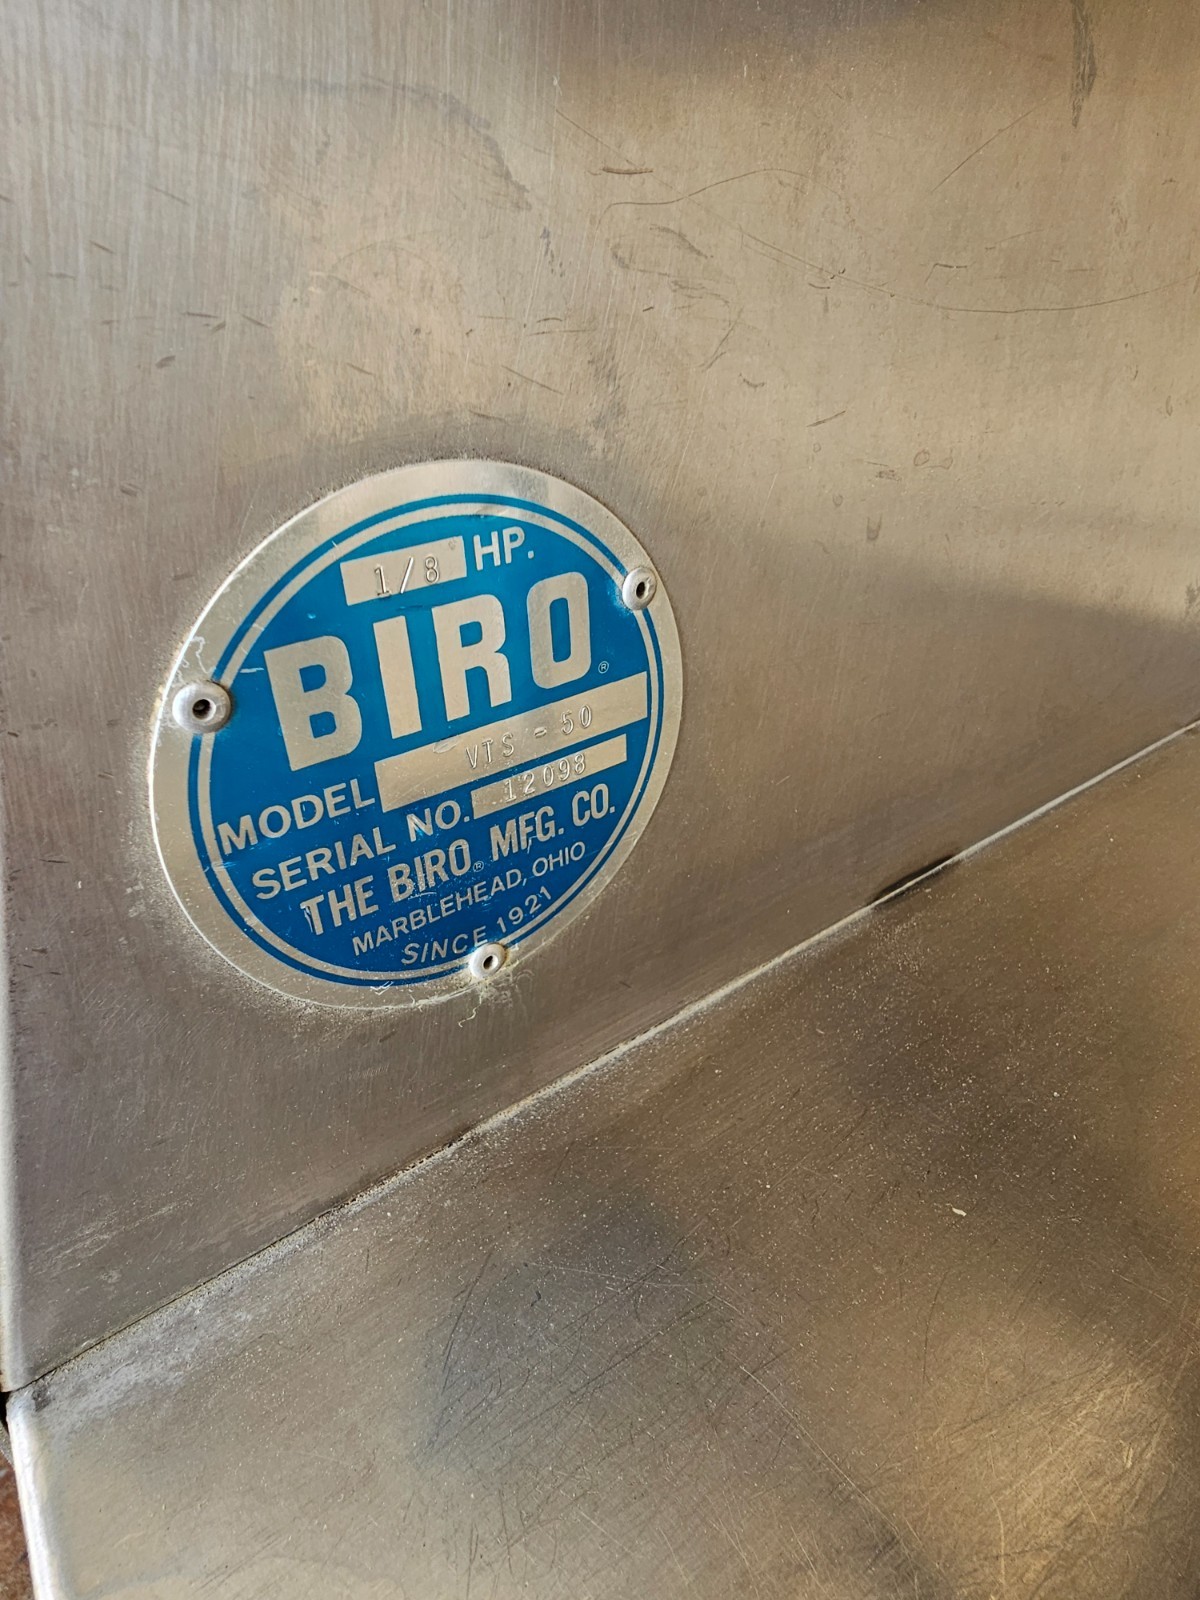 1/8 HP.
BIRO®
MODEL VTS-50
SERIAL NO. 12098
THE BIRO® MFG. CO.
MARBLEHEAD, OHIO
SINCE 1921